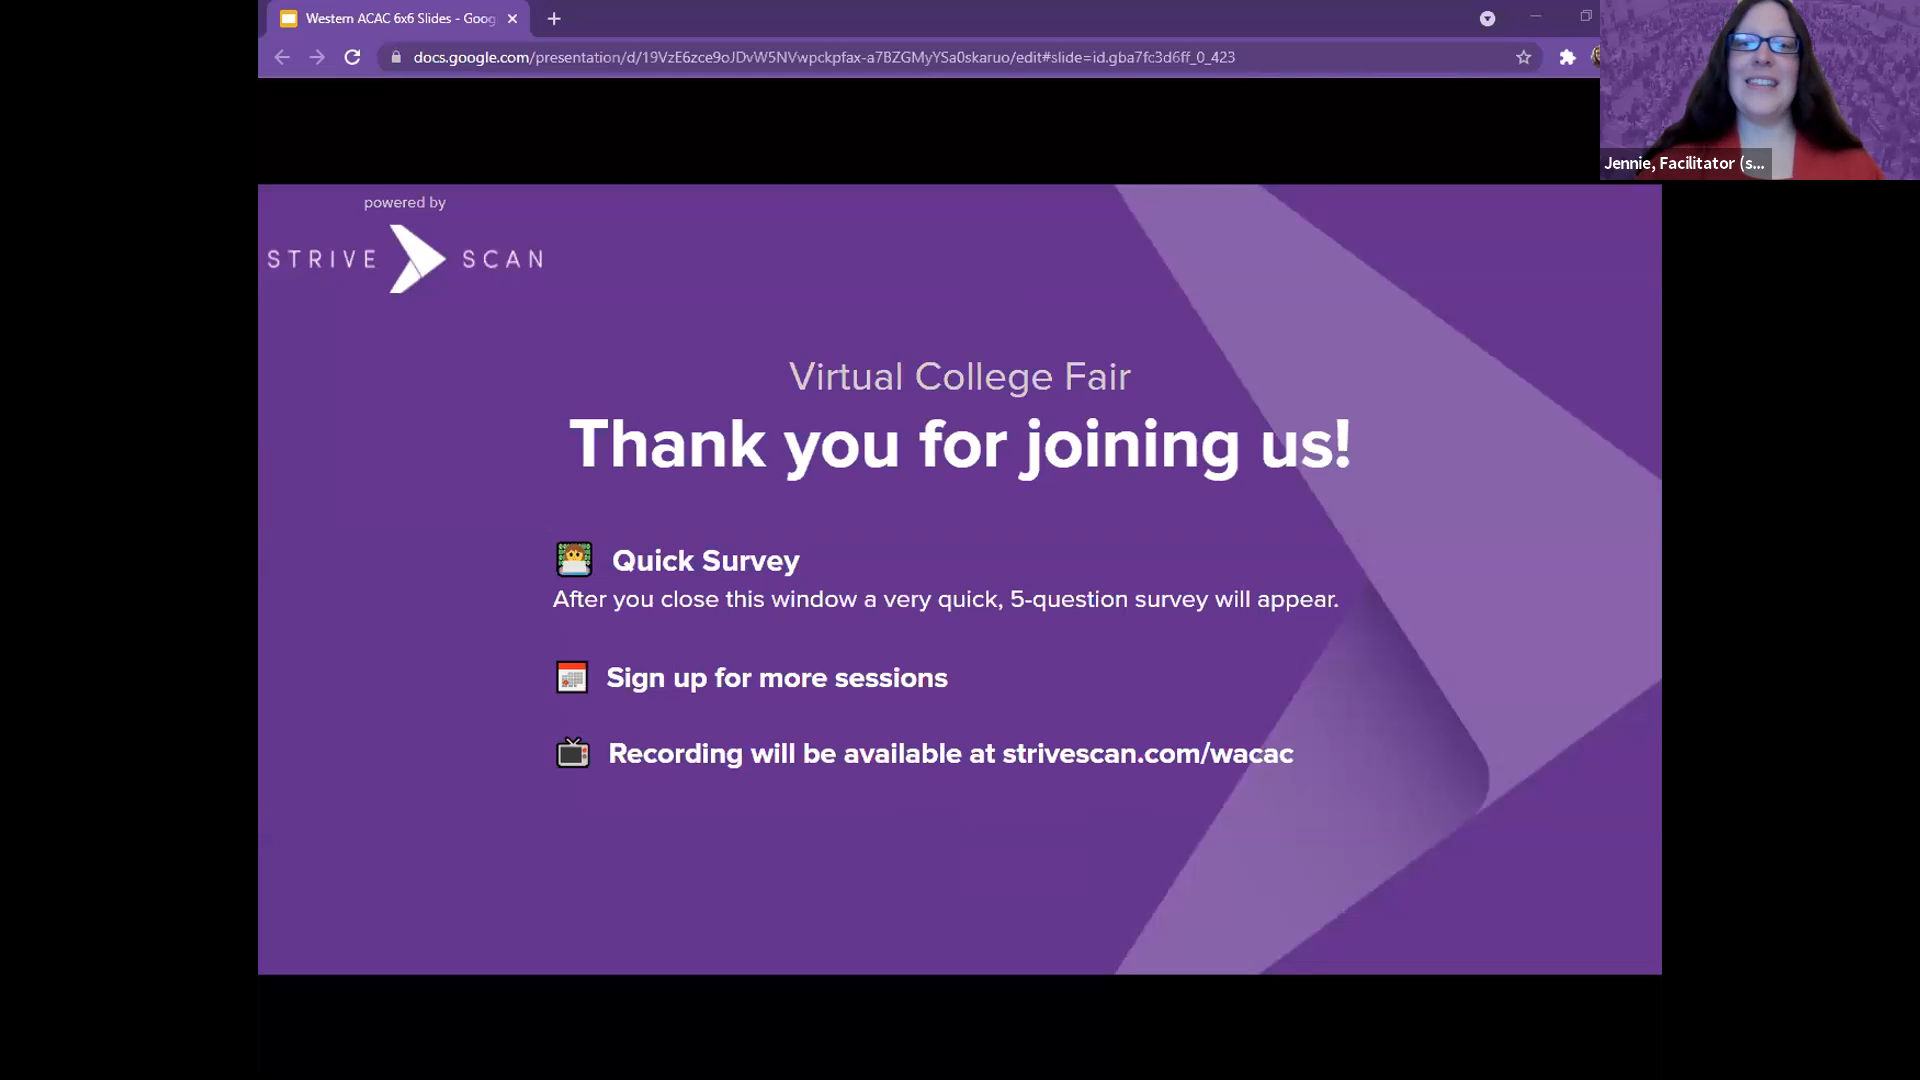 Western ACAC 6x6 Slides - Goog
docs.google.com/presentation/d/19VzE6zce9oJDvW5NVwpckpfax-a7BZGMyYSa0skaruo/edit#slide=id.gba7fc3d6ff_0_423
Jennie, Facilitator (s...
powered by
STRIVE SCAN
Virtual College Fair
Thank you for joining us!
Quick Survey
After you close this window a very quick, 5-question survey will appear.
Sign up for more sessions
Recording will be available at strivescan.com/wacac